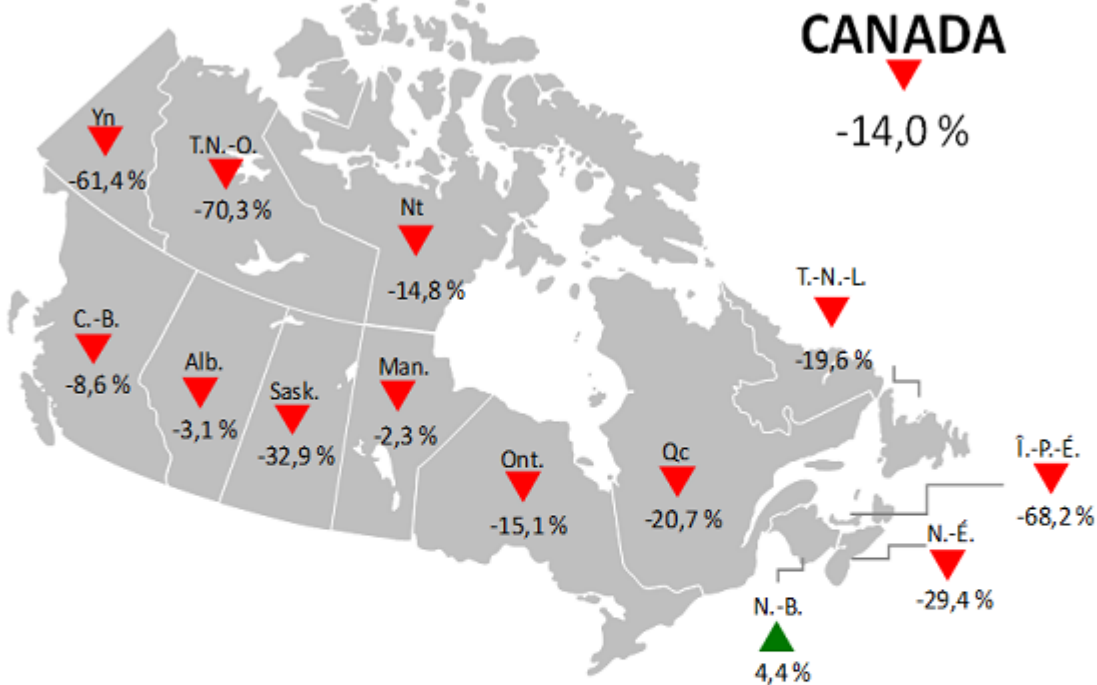 CANADA
-14,0 %
Yn
-61,4 %
T.N.-O.
-70,3 %
Nt
-14,8 %
C.-B.
-8,6 %
Alb.
-3,1 %
Sask.
-32,9 %
Man.
-2,3 %
Ont.
-15,1 %
Qc
-20,7 %
T.-N.-L.
-19,6 %
Î.-P.-É.
-68,2 %
N.-É.
-29,4 %
N.-B.
4,4 %